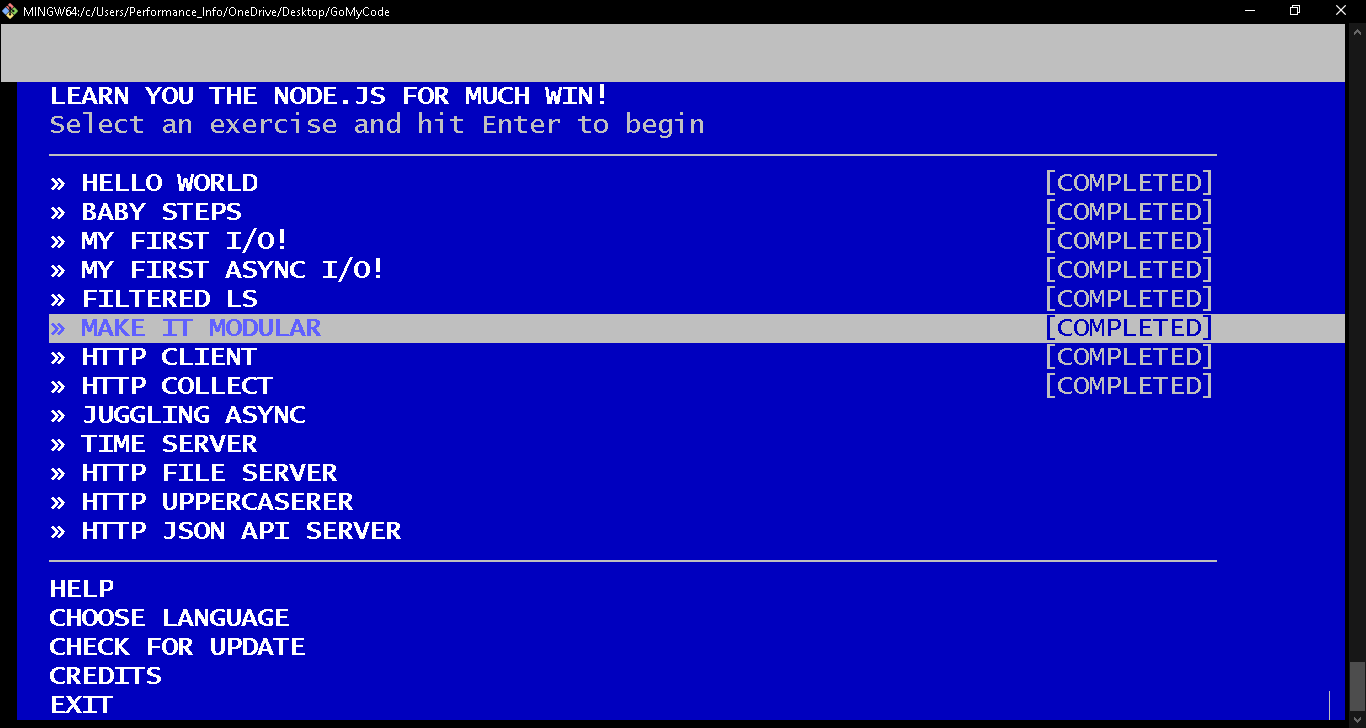 MINGW64:/c/Users/Performance_Info/OneDrive/Desktop/GoMyCode
LEARN YOU THE NODE.JS FOR MUCH WIN!
Select an exercise and hit Enter to begin
» HELLO WORLD [COMPLETED]
» BABY STEPS [COMPLETED]
» MY FIRST I/O! [COMPLETED]
» MY FIRST ASYNC I/O! [COMPLETED]
» FILTERED LS [COMPLETED]
» MAKE IT MODULAR [COMPLETED]
» HTTP CLIENT [COMPLETED]
» HTTP COLLECT [COMPLETED]
» JUGGLING ASYNC
» TIME SERVER
» HTTP FILE SERVER
» HTTP UPPERCASERER
» HTTP JSON API SERVER
HELP
CHOOSE LANGUAGE
CHECK FOR UPDATE
CREDITS
EXIT